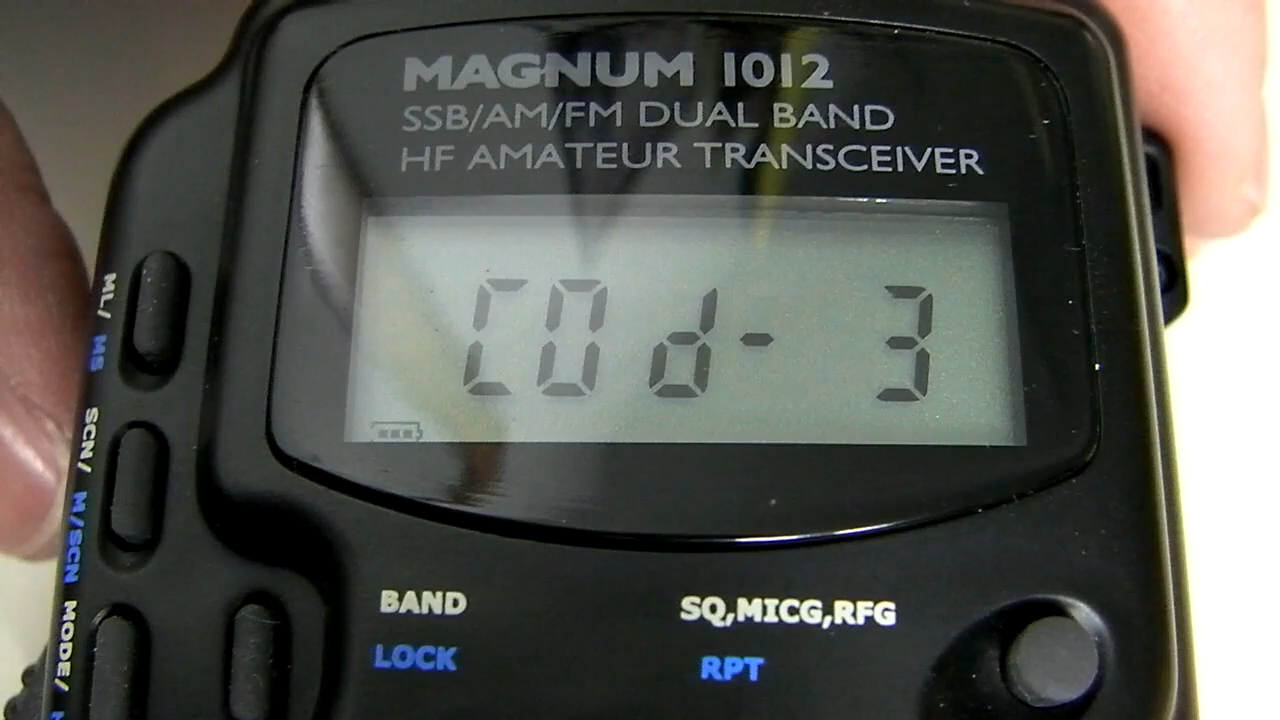 MAGNUM 1012
SSB/AM/FM DUAL BAND
HF AMATEUR TRANSCEIVER
COd- 3
ML/ MS
SCN/ M/SCN
MODE/
BAND
LOCK
SQ,MICG,RFG
RPT